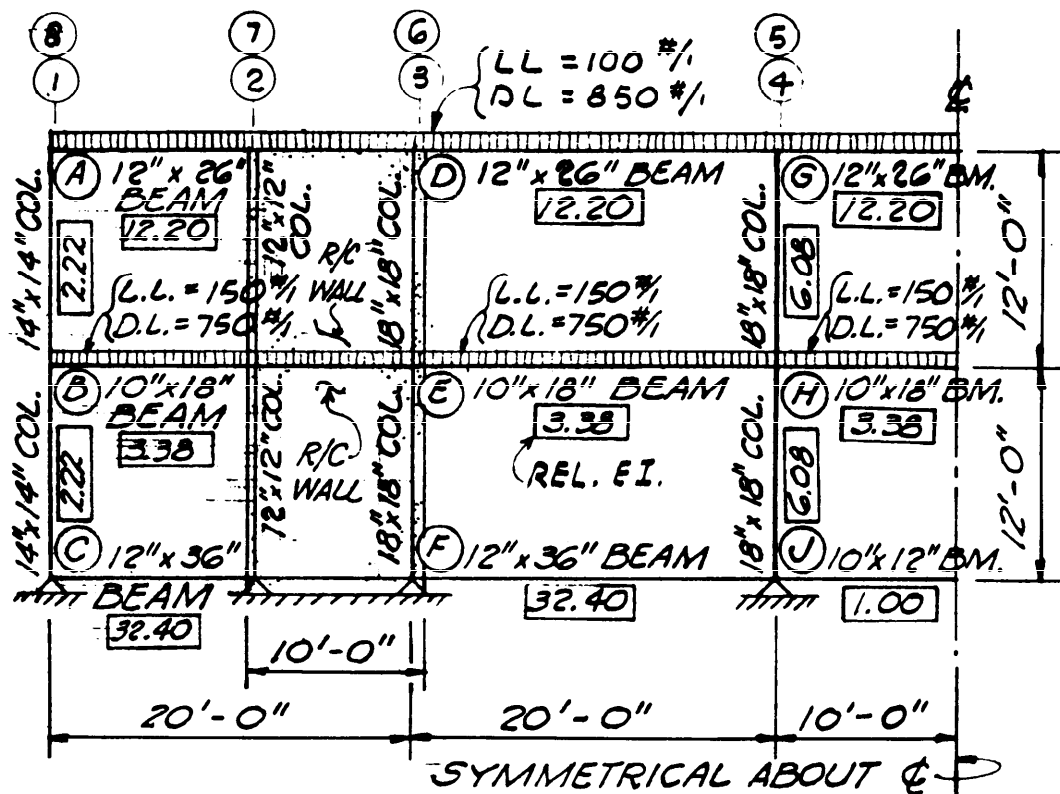 8 7 6 5
1 2 3 4
LL = 100 #/'
DL = 850 #/'
℄
A 12" x 26"
BEAM
12.20
D 12" x 26" BEAM
12.20
G 12"x26" BM.
12.20
14"x14" COL.
2.22
12"x12"
COL.
R/C
WALL
18"x18" COL.
18"x18" COL.
6.08
12'-0"
L.L. = 150 #/'
D.L. = 750 #/'
L.L. = 150 #/'
D.L. = 750 #/'
L.L. = 150 #/'
D.L. = 750 #/'
B 10"x18"
BEAM
3.38
E 10"x18" BEAM
3.38
REL. EI.
H 10"x18" BM.
3.38
14"x14" COL.
2.22
12"x12" COL.
R/C
WALL
18"x18" COL.
18"x18" COL.
6.08
12'-0"
C 12"x36"
BEAM
32.40
F 12"x36" BEAM
32.40
J 10"x12" BM.
1.00
10'-0"
20'-0" 20'-0" 10'-0"
SYMMETRICAL ABOUT ℄